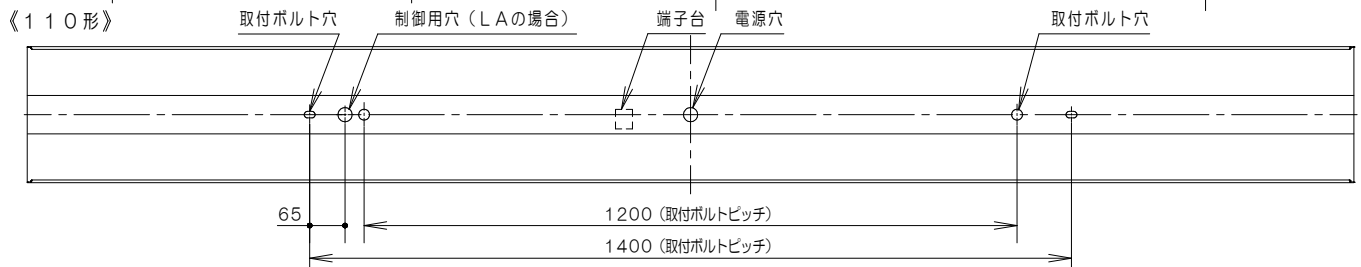 《110形》
取付ボルト穴
制御用穴(LAの場合)
端子台
電源穴
取付ボルト穴
65
1200(取付ボルトピッチ)
1400(取付ボルトピッチ)